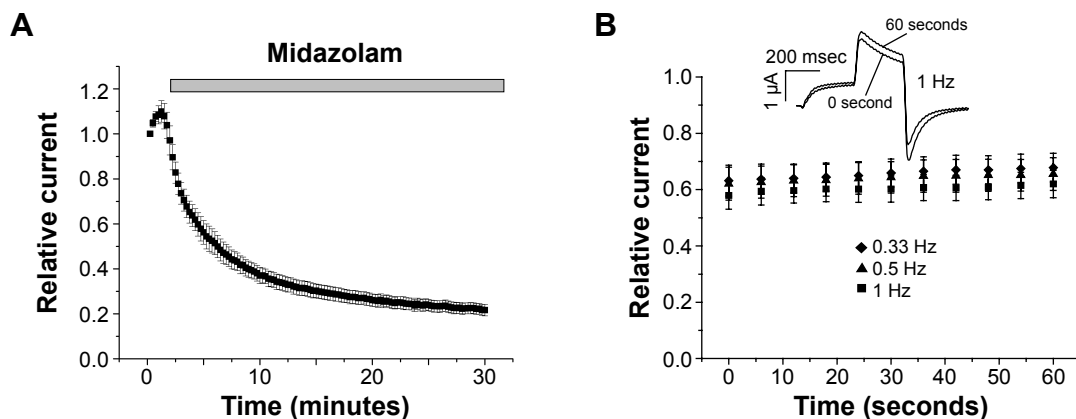 A
Midazolam
Relative current
1.2
1.0
0.8
0.6
0.4
0.2
0.0
0 10 20 30
Time (minutes)
B
60 seconds
200 msec
1 µA
0 second
1 Hz
Relative current
1.0
0.8
0.6
0.4
0.2
0.0
0.33 Hz
0.5 Hz
1 Hz
0 10 20 30 40 50 60
Time (seconds)